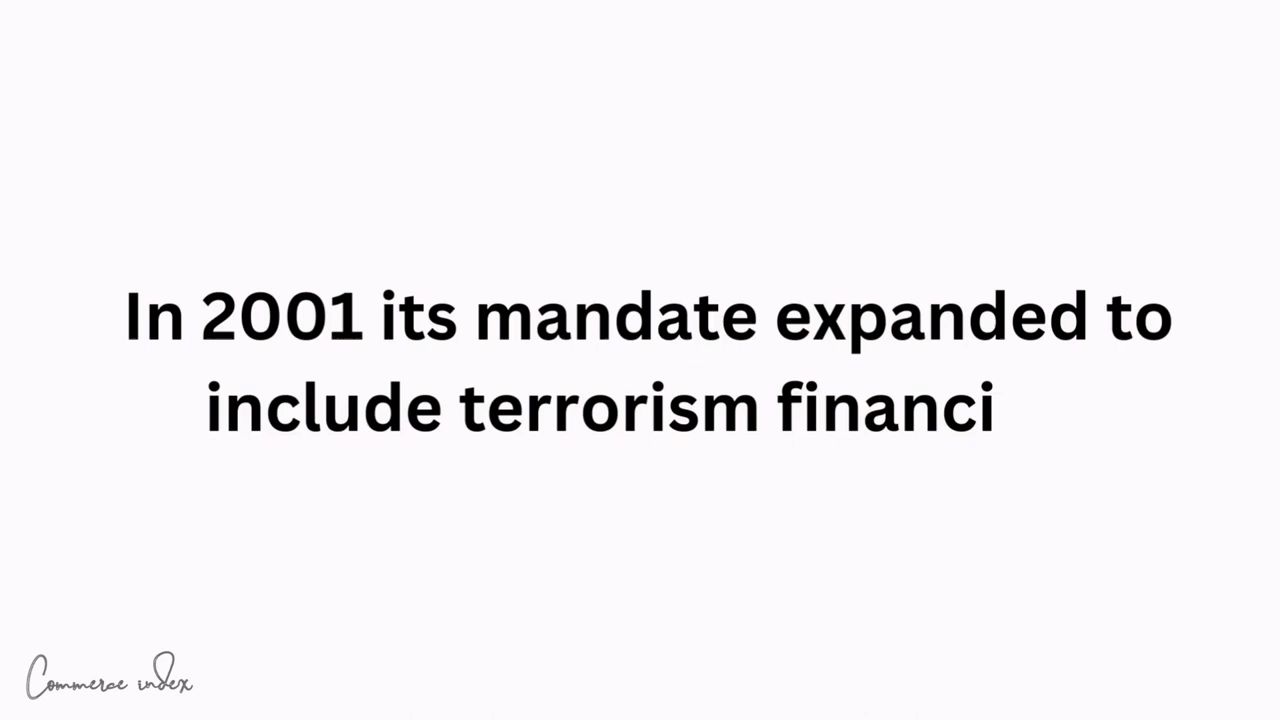 In 2001 its mandate expanded to
include terrorism financi
Commerce index